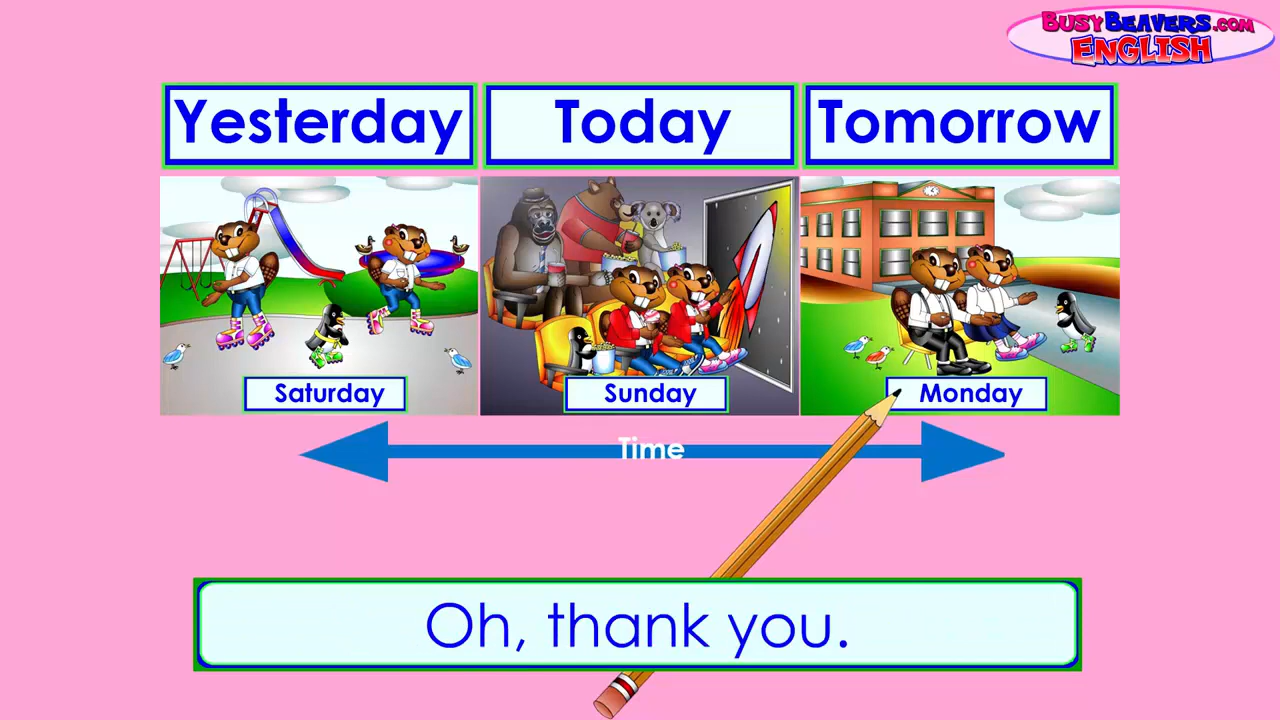 BUSYBEAVERS.COM
ENGLISH
Yesterday Today Tomorrow
Saturday Sunday Monday
Time
Oh, thank you.